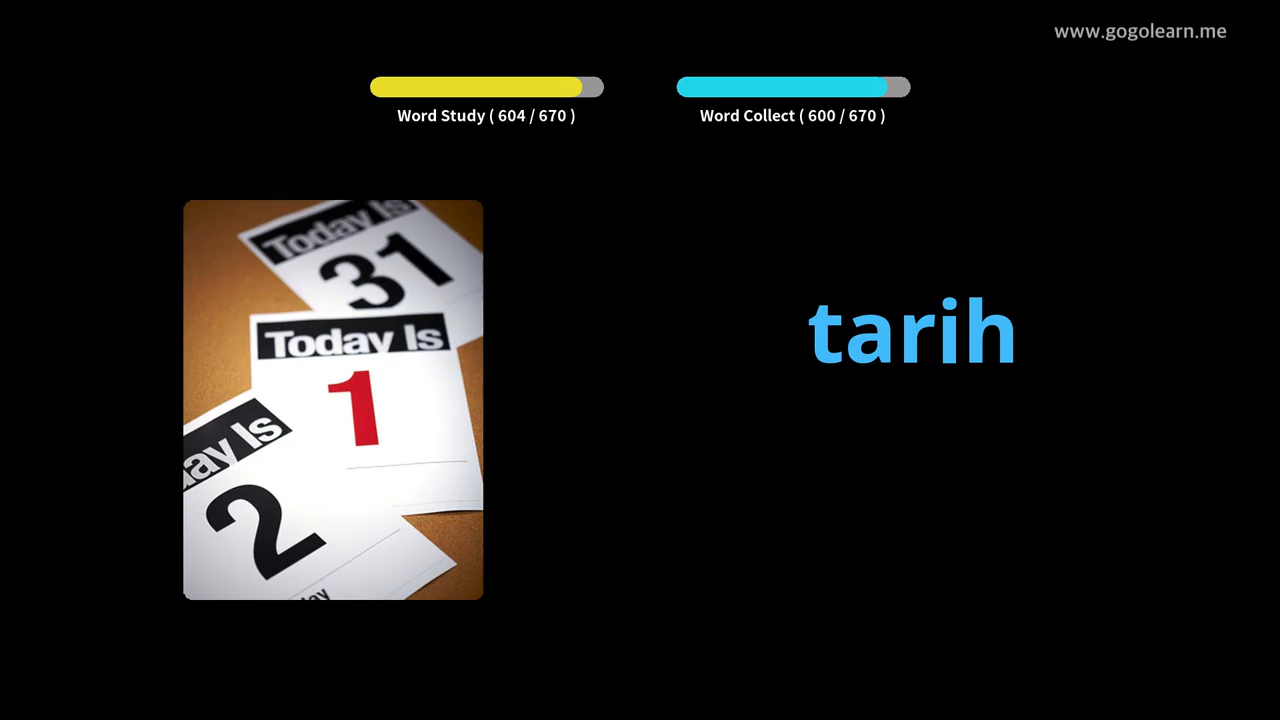 www.gogolearn.me
Word Study ( 604 / 670 )
Word Collect ( 600 / 670 )
Today Is
31
Today Is
1
ay Is
2
ay
tarih